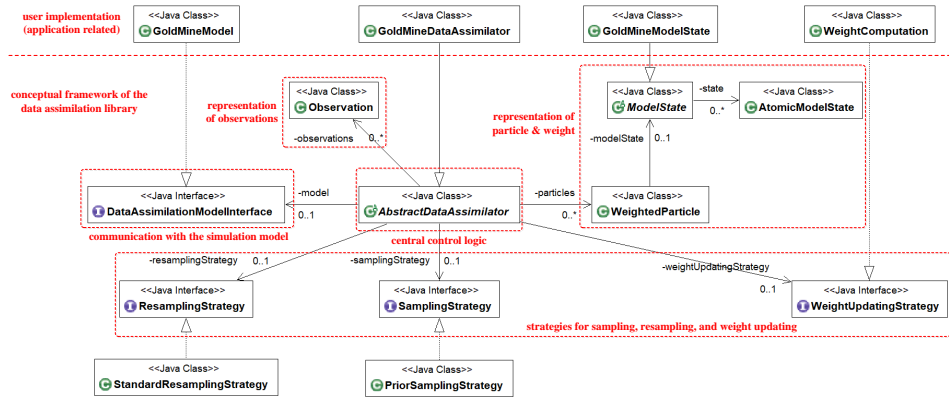 user implementation
(application related)
<<Java Class>>
GoldMineModel
<<Java Class>>
GoldMineDataAssimilator
<<Java Class>>
GoldMineModelState
<<Java Class>>
WeightComputation
conceptual framework of the
data assimilation library
representation
of observations
<<Java Class>>
Observation
-observations
0..*
representation of
particle & weight
<<Java Class>>
ModelState
-state
0..*
<<Java Class>>
AtomicModelState
-modelState
0..1
<<Java Interface>>
DataAssimilationModelInterface
-model
0..1
<<Java Class>>
AbstractDataAssimilator
-particles
0..*
<<Java Class>>
WeightedParticle
communication with the simulation model
central control logic
-resamplingStrategy
0..1
-samplingStrategy
0..1
-weightUpdatingStrategy
0..1
<<Java Interface>>
ResamplingStrategy
<<Java Interface>>
SamplingStrategy
<<Java Interface>>
WeightUpdatingStrategy
strategies for sampling, resampling, and weight updating
<<Java Class>>
StandardResamplingStrategy
<<Java Class>>
PriorSamplingStrategy